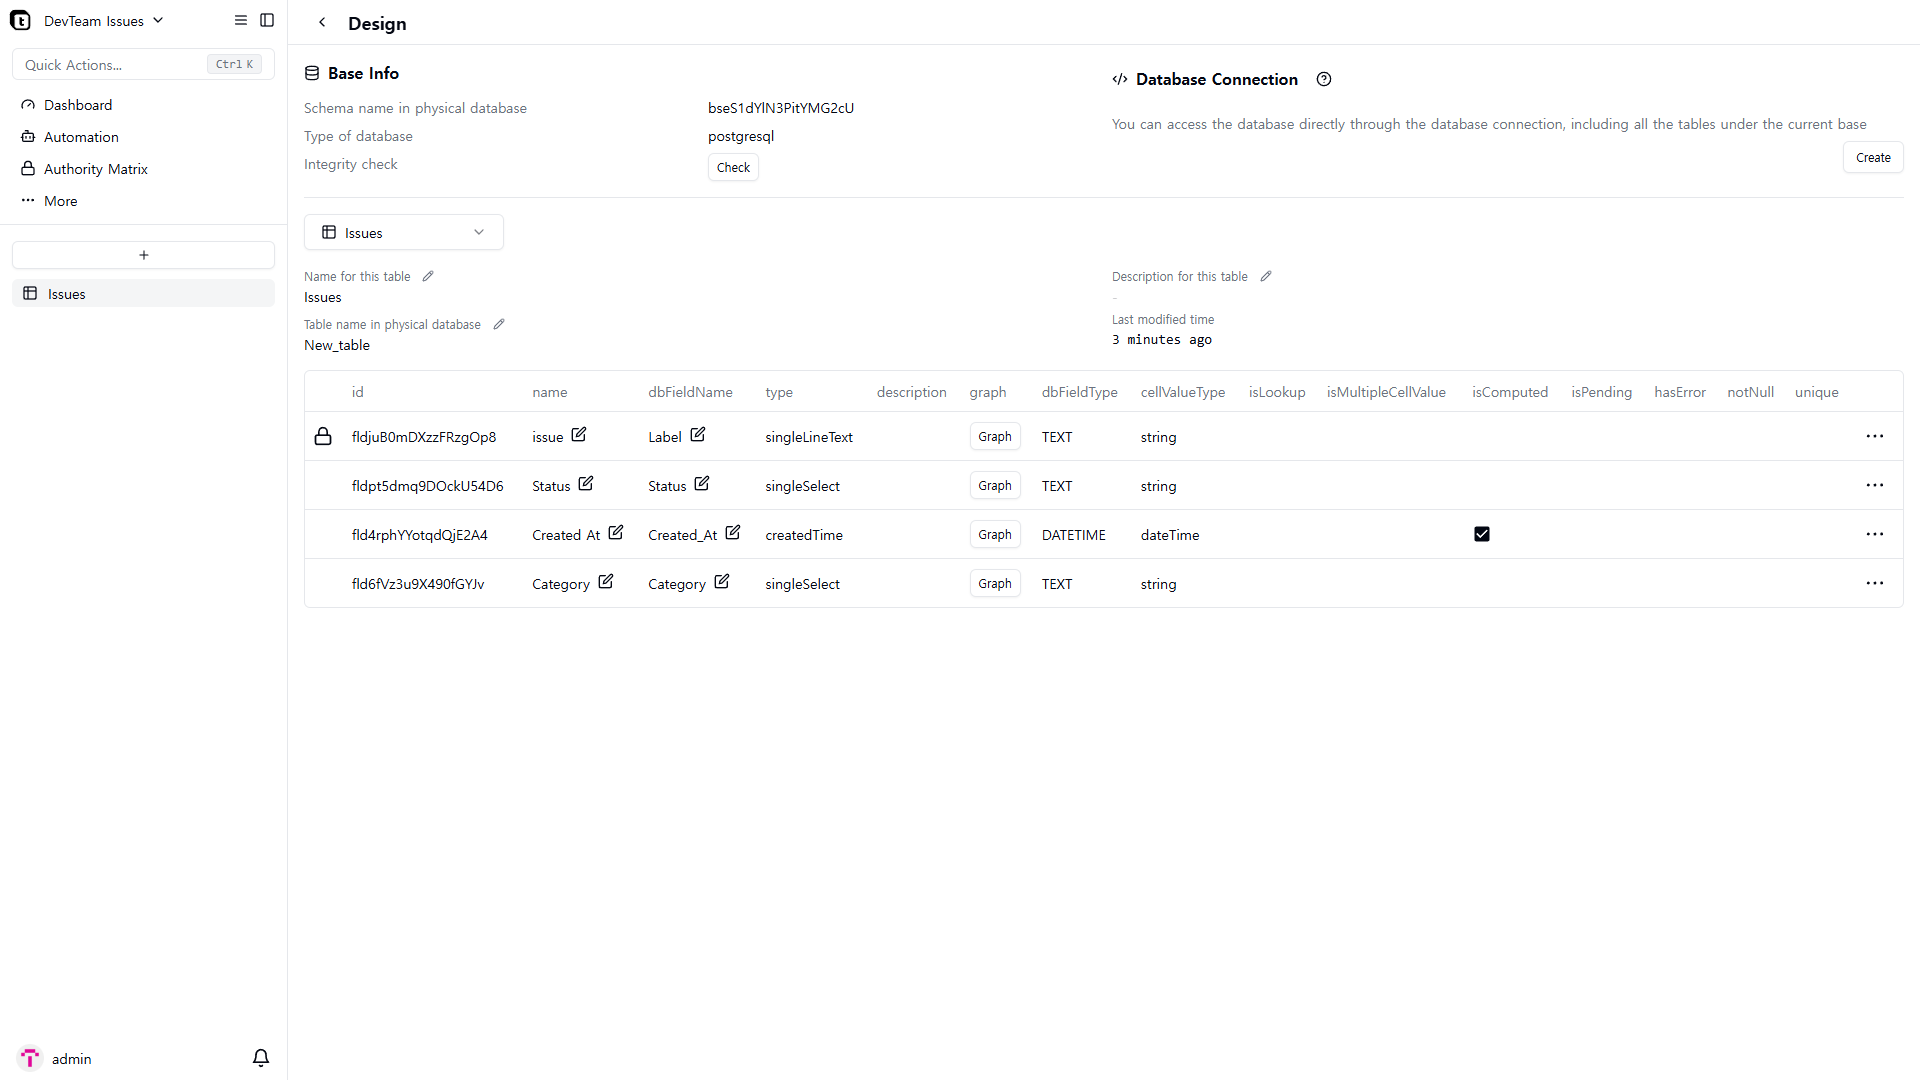 DevTeam Issues
Quick Actions...
Ctrl K
Dashboard
Automation
Authority Matrix
More
+
Issues
admin
Design
Base Info
Schema name in physical database
bseS1dYlN3PitYMG2cU
Type of database
postgresql
Integrity check
Check
Database Connection
You can access the database directly through the database connection, including all the tables under the current base
Create
Issues
Name for this table
Issues
Table name in physical database
New_table
Description for this table
-
Last modified time
3 minutes ago
id name dbFieldName type description graph dbFieldType cellValueType isLookup isMultipleCellValue isComputed isPending hasError notNull unique
fldjuB0mDXzzFRzgOp8 issue Label singleLineText Graph TEXT string
fldpt5dmq9DOckU54D6 Status Status singleSelect Graph TEXT string
fld4rphYYotqdQjE2A4 Created At Created_At createdTime Graph DATETIME dateTime
fld6fVz3u9X490fGYJv Category Category singleSelect Graph TEXT string